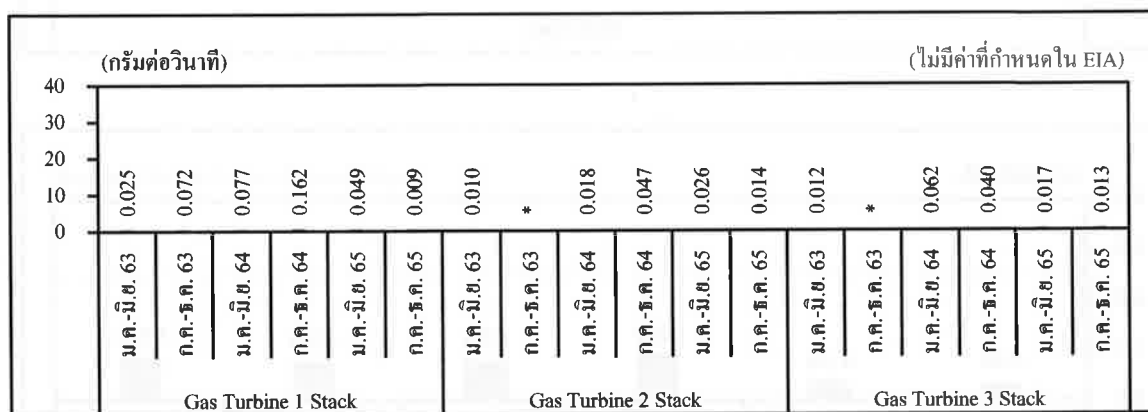 (กรัมต่อวินาที) (ไม่มีค่าที่กำหนดใน EIA)
40
30
20
10
0
0.025 0.072 0.077 0.162 0.049 0.009 0.010 * 0.018 0.047 0.026 0.014 0.012 * 0.062 0.040 0.017 0.013
ม.ค.-มิ.ย. 63 ก.ค.-ธ.ค. 63 ม.ค.-มิ.ย. 64 ก.ค.-ธ.ค. 64 ม.ค.-มิ.ย. 65 ก.ค.-ธ.ค. 65 ม.ค.-มิ.ย. 63 ก.ค.-ธ.ค. 63 ม.ค.-มิ.ย. 64 ก.ค.-ธ.ค. 64 ม.ค.-มิ.ย. 65 ก.ค.-ธ.ค. 65 ม.ค.-มิ.ย. 63 ก.ค.-ธ.ค. 63 ม.ค.-มิ.ย. 64 ก.ค.-ธ.ค. 64 ม.ค.-มิ.ย. 65 ก.ค.-ธ.ค. 65
Gas Turbine 1 Stack Gas Turbine 2 Stack Gas Turbine 3 Stack